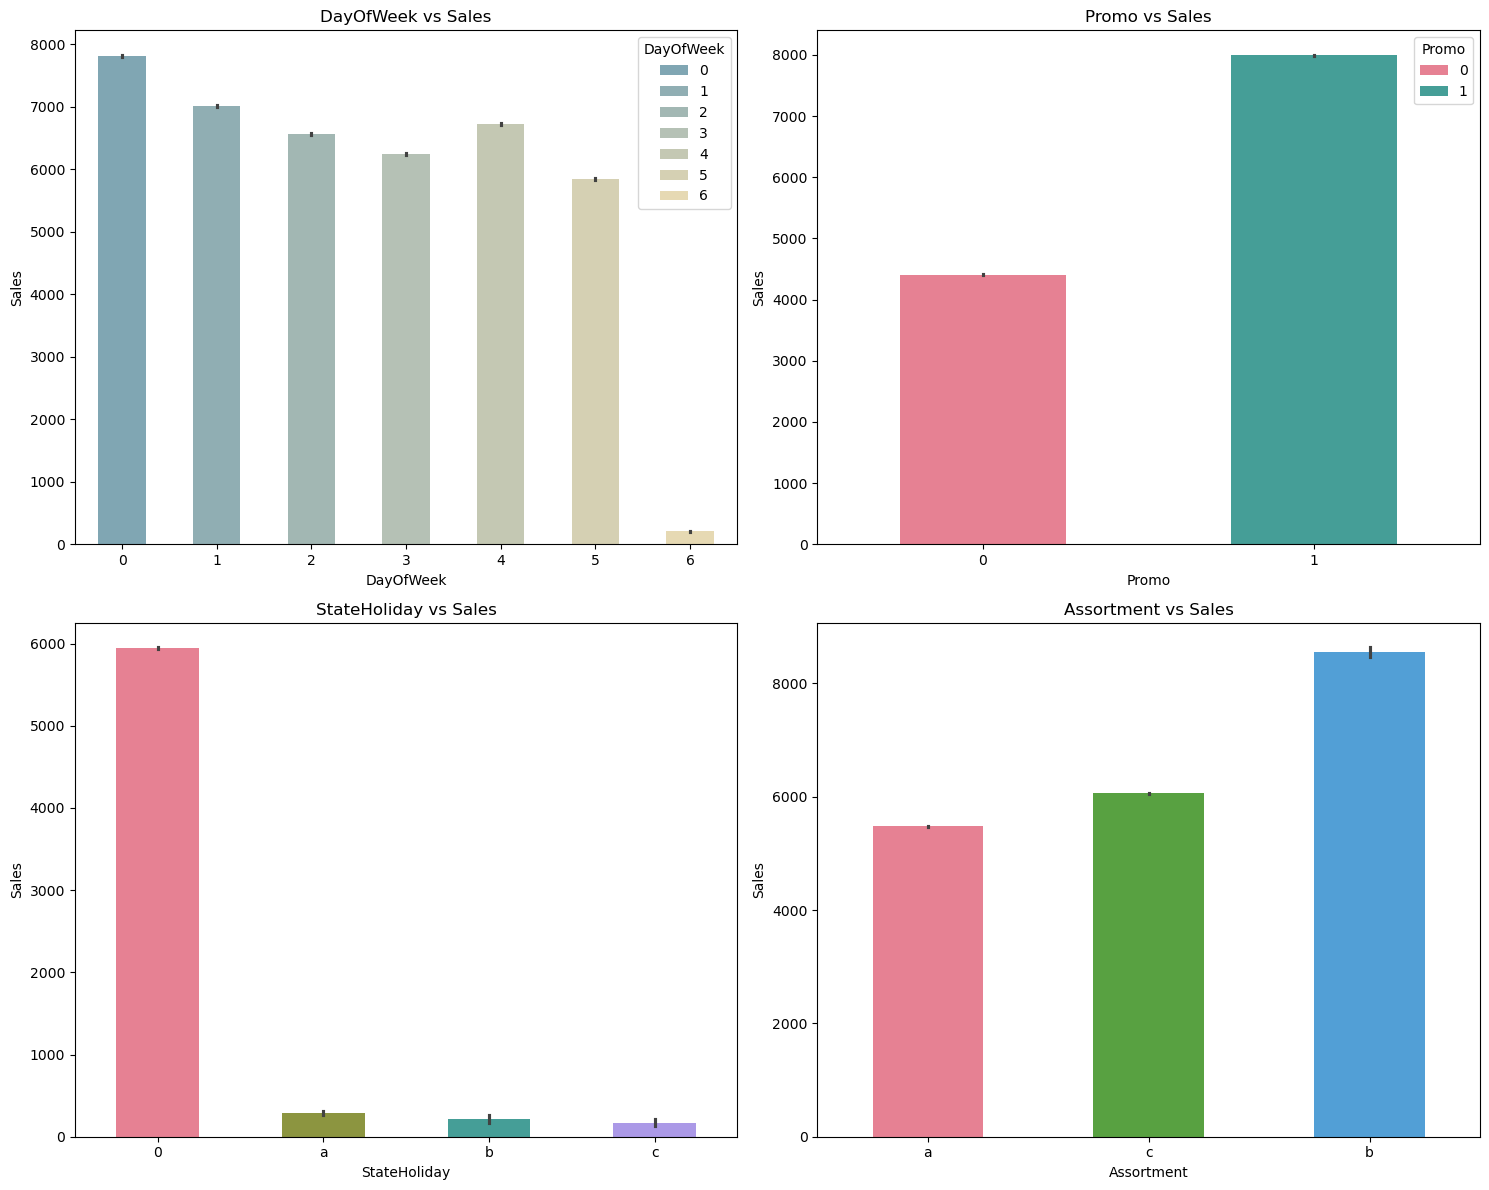 DayOfWeek vs Sales
8000
7000
6000
5000
4000
3000
2000
1000
0
Sales
0 1 2 3 4 5 6
DayOfWeek
DayOfWeek
0
1
2
3
4
5
6
Promo vs Sales
8000
7000
6000
5000
4000
3000
2000
1000
0
Sales
0 1
Promo
Promo
0
1
StateHoliday vs Sales
6000
5000
4000
3000
2000
1000
0
Sales
0 a b c
StateHoliday
Assortment vs Sales
8000
6000
4000
2000
0
Sales
a c b
Assortment